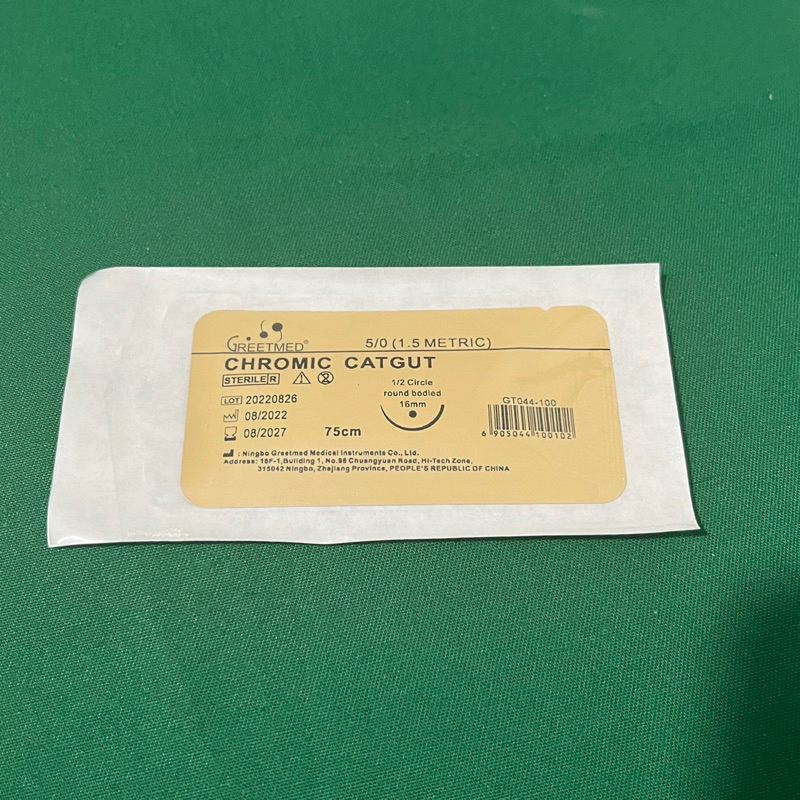 GREETMED®
5/0 (1.5 METRIC)
CHROMIC CATGUT
STERILE R
1/2 Circle
round bodied
16mm
LOT 20220826
08/2022
08/2027
75cm
GT044-100
6 905044 100102
: Ningbo Greetmed Medical Instruments Co., Ltd.
Address: 16F-1,Building 1, No.98 Chuangyuan Road, Hi-Tech Zone,
315042 Ningbo, Zhejiang Province, PEOPLE'S REPUBLIC OF CHINA